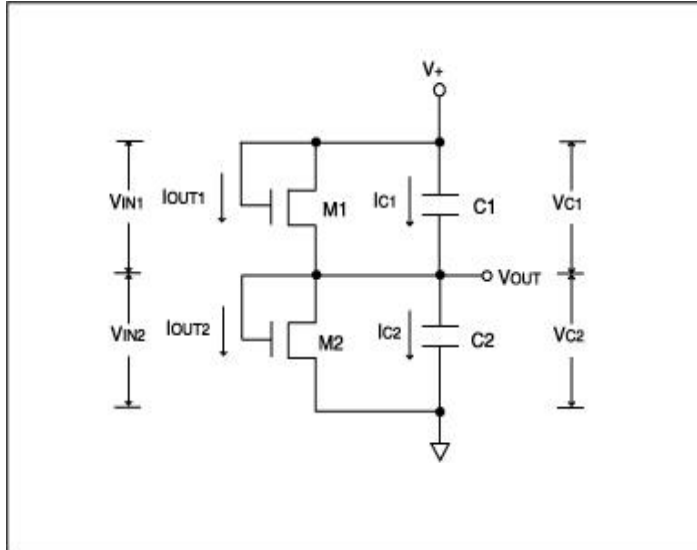 V+
VIN1
IOUT1
M1
IC1
C1
VC1
VOUT
VIN2
IOUT2
M2
IC2
C2
VC2